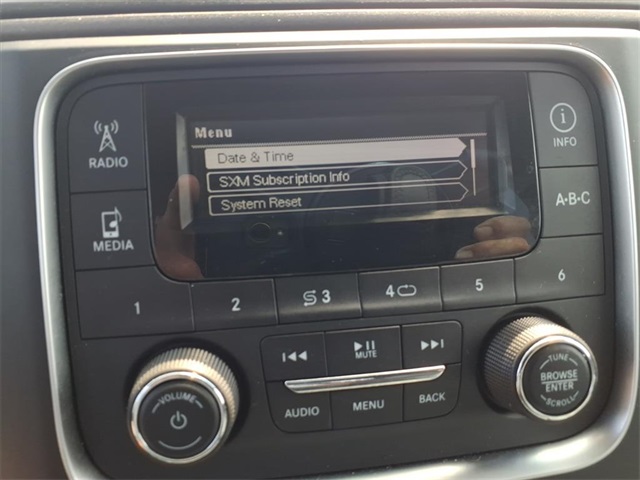 Menu
Date & Time
SXM Subscription Info
System Reset
RADIO
MEDIA
i
INFO
A•B•C
1
2
3
4
5
6
MUTE
VOLUME
AUDIO
MENU
BACK
TUNE
BROWSE
ENTER
SCROLL